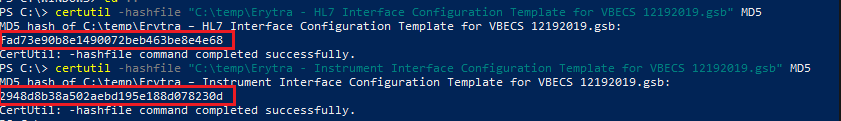 PS C:\> certutil -hashfile "C:\temp\Erytra - HL7 Interface Configuration Template for VBECS 12192019.gsb" MD5
MD5 hash of C:\temp\Erytra - HL7 Interface Configuration Template for VBECS 12192019.gsb:
fad73e90b8e1490072beb463be8e4e68
CertUtil: -hashfile command completed successfully.
PS C:\> certutil -hashfile "C:\temp\Erytra - Instrument Interface Configuration Template for VBECS 12192019.gsb" MD5
MD5 hash of C:\temp\Erytra - Instrument Interface Configuration Template for VBECS 12192019.gsb:
2948d8b38a502aebd195e188d078230d
CertUtil: -hashfile command completed successfully.